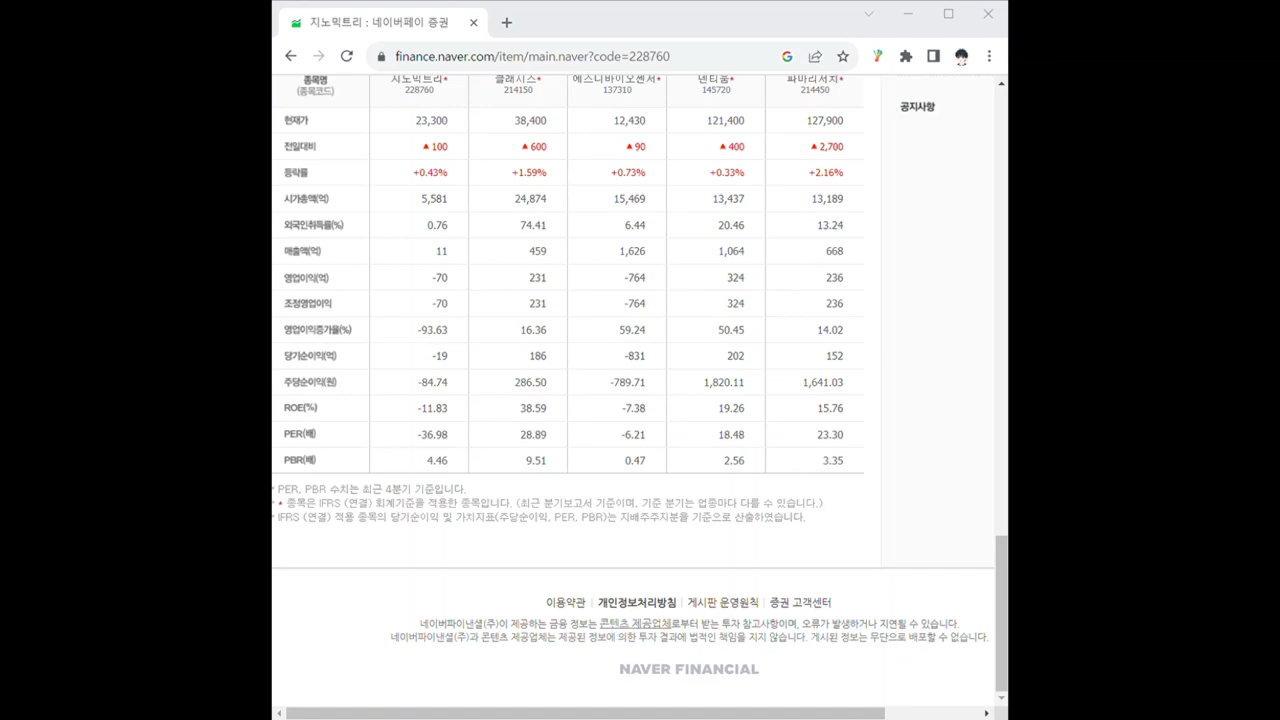 지노믹트리 : 네이버페이 증권
finance.naver.com/item/main.naver?code=228760
종목명 지노믹트리* 클래시스* 에스디바이오센서* 덴티움* 파마리서치*
(종목코드) 228760 214150 137310 145720 214450
공지사항
현재가 23,300 38,400 12,430 121,400 127,900
전일대비 ▲100 ▲600 ▲90 ▲400 ▲2,700
등락률 +0.43% +1.59% +0.73% +0.33% +2.16%
시가총액(억) 5,581 24,874 15,469 13,437 13,189
외국인취득률(%) 0.76 74.41 6.44 20.46 13.24
매출액(억) 11 459 1,626 1,064 668
영업이익(억) -70 231 -764 324 236
조정영업이익 -70 231 -764 324 236
영업이익증가율(%) -93.63 16.36 59.24 50.45 14.02
당기순이익(억) -19 186 -831 202 152
주당순이익(원) -84.74 286.50 -789.71 1,820.11 1,641.03
ROE(%) -11.83 38.59 -7.38 19.26 15.76
PER(배) -36.98 28.89 -6.21 18.48 23.30
PBR(배) 4.46 9.51 0.47 2.56 3.35
* PER, PBR 수치는 최근 4분기 기준입니다.
* * 종목은 IFRS (연결) 회계기준을 적용한 종목입니다. (최근 분기보고서 기준이며, 기준 분기는 업종마다 다를 수 있습니다.)
* IFRS (연결) 적용 종목의 당기순이익 및 가치지표(주당순이익, PER, PBR)는 지배주주지분을 기준으로 산출하였습니다.
이용약관 | 개인정보처리방침 | 게시판 운영원칙 | 증권 고객센터
네이버파이낸셜(주)이 제공하는 금융 정보는 콘텐츠 제공업체로부터 받는 투자 참고사항이며, 오류가 발생하거나 지연될 수 있습니다.
네이버파이낸셜(주)과 콘텐츠 제공업체는 제공된 정보에 의한 투자 결과에 법적인 책임을 지지 않습니다. 게시된 정보는 무단으로 배포할 수 없습니다.
NAVER FINANCIAL